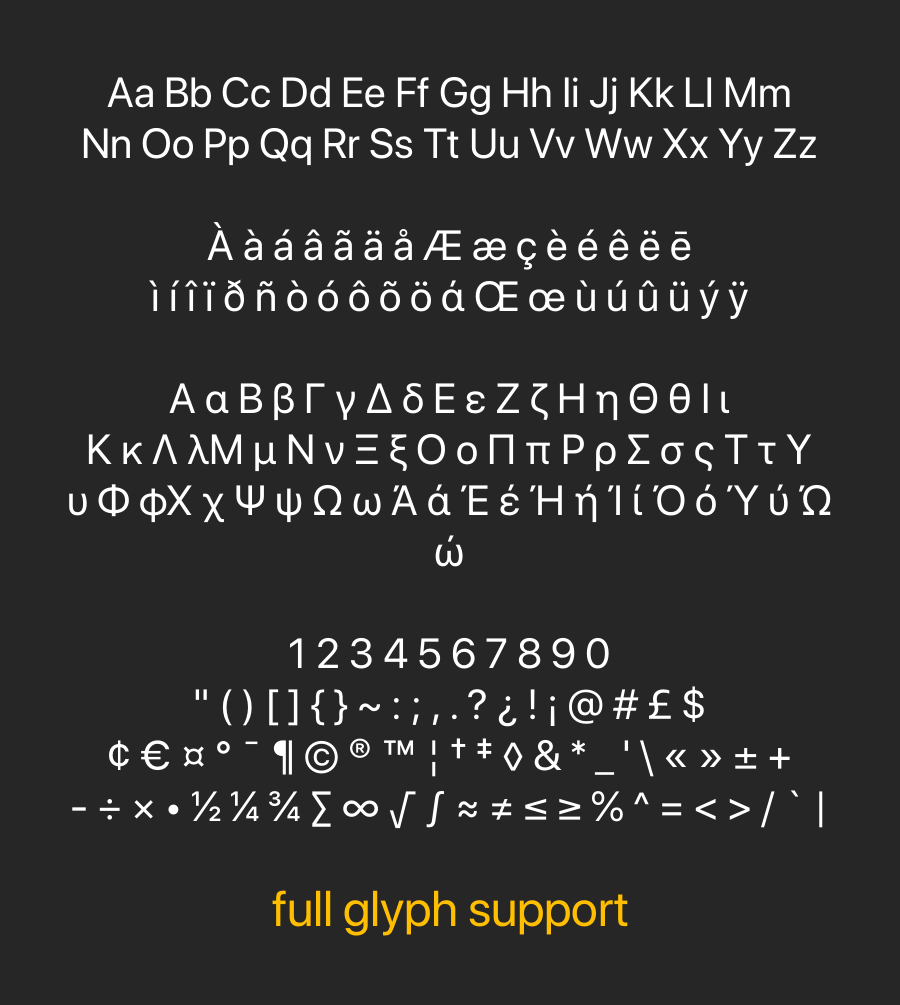 Aa Bb Cc Dd Ee Ff Gg Hh Ii Jj Kk Ll Mm
Nn Oo Pp Qq Rr Ss Tt Uu Vv Ww Xx Yy Zz
À à á â ã ä å Æ æ ç è é ê ë ē
ì í î ï ð ñ ò ó ô õ ö ά Œ œ ù ú û ü ý ÿ
Α α Β β Γ γ Δ δ Ε ε Ζ ζ Η η Θ θ Ι ι
Κ κ Λ λΜ μ Ν ν Ξ ξ Ο ο Π π Ρ ρ Σ σ ς Τ τ Υ
υ Φ φΧ χ Ψ ψ Ω ω Ά ά Έ έ Ή ή Ί ί Ό ό Ύ ύ Ώ
ώ
1 2 3 4 5 6 7 8 9 0
" ( ) [ ] { } ~ : ; , . ? ¿ ! ¡ @ # £ $
¢ € ¤ ° ¯ ¶ © ® ™ ¦ † ‡ ◊ & * _ ' \ « » ± +
- ÷ × • ½ ¼ ¾ ∑ ∞ √ ∫ ≈ ≠ ≤ ≥ % ^ = < > / ` |
full glyph support